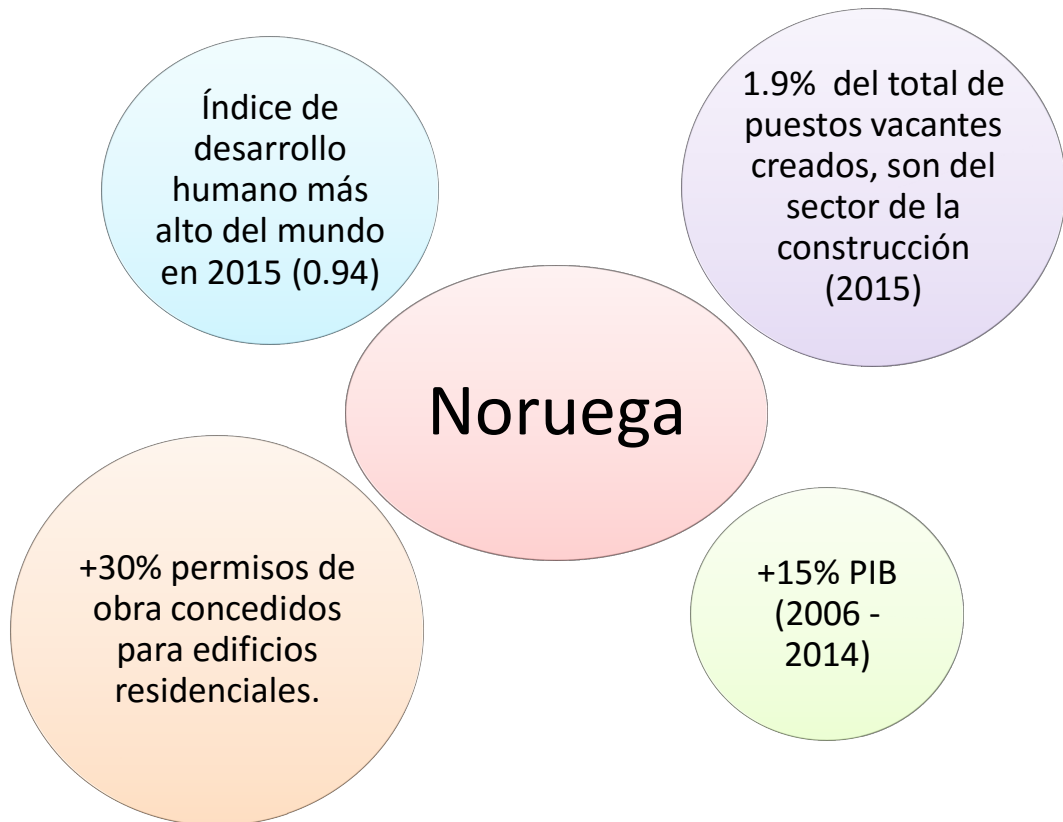 Índice de
desarrollo
humano más
alto del mundo
en 2015 (0.94)
1.9% del total de
puestos vacantes
creados, son del
sector de la
construcción
(2015)
Noruega
+30% permisos de
obra concedidos
para edificios
residenciales.
+15% PIB
(2006 -
2014)